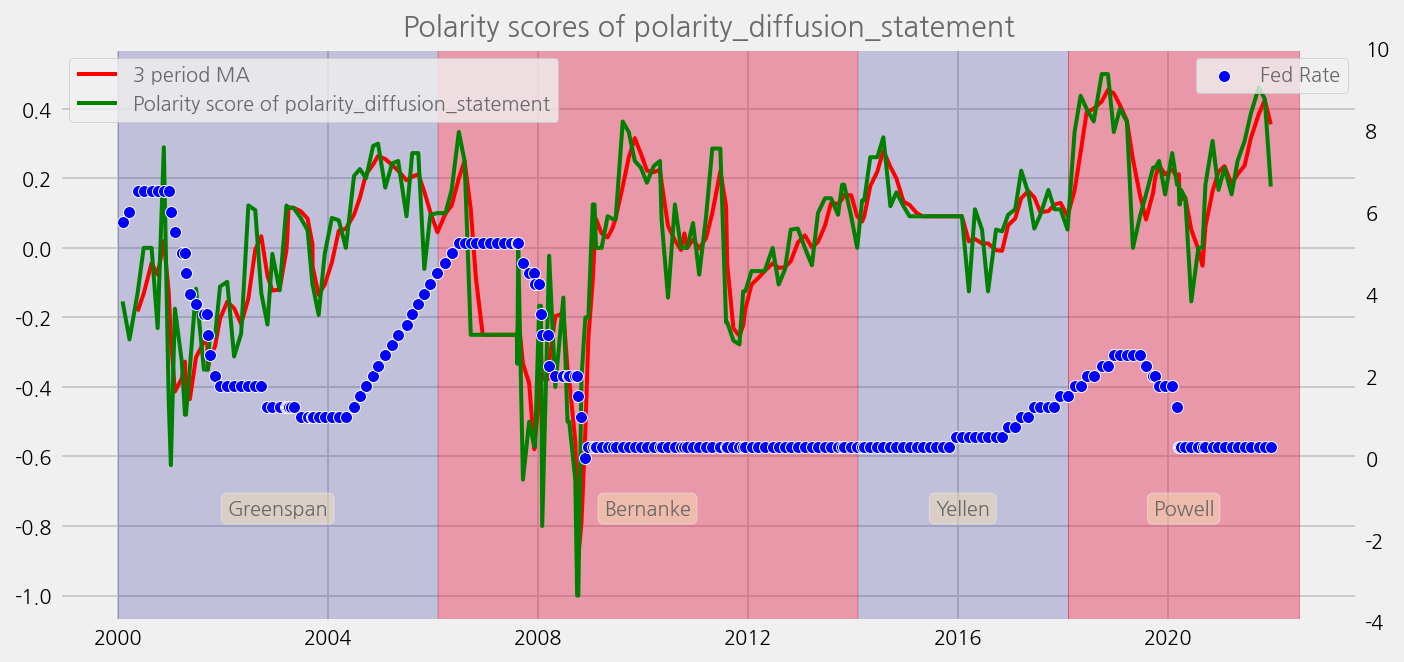 Polarity scores of polarity_diffusion_statement
3 period MA
Polarity score of polarity_diffusion_statement
Fed Rate
0.4
0.2
0.0
-0.2
-0.4
-0.6
-0.8
-1.0
10
8
6
4
2
0
-2
-4
Greenspan
Bernanke
Yellen
Powell
2000
2004
2008
2012
2016
2020